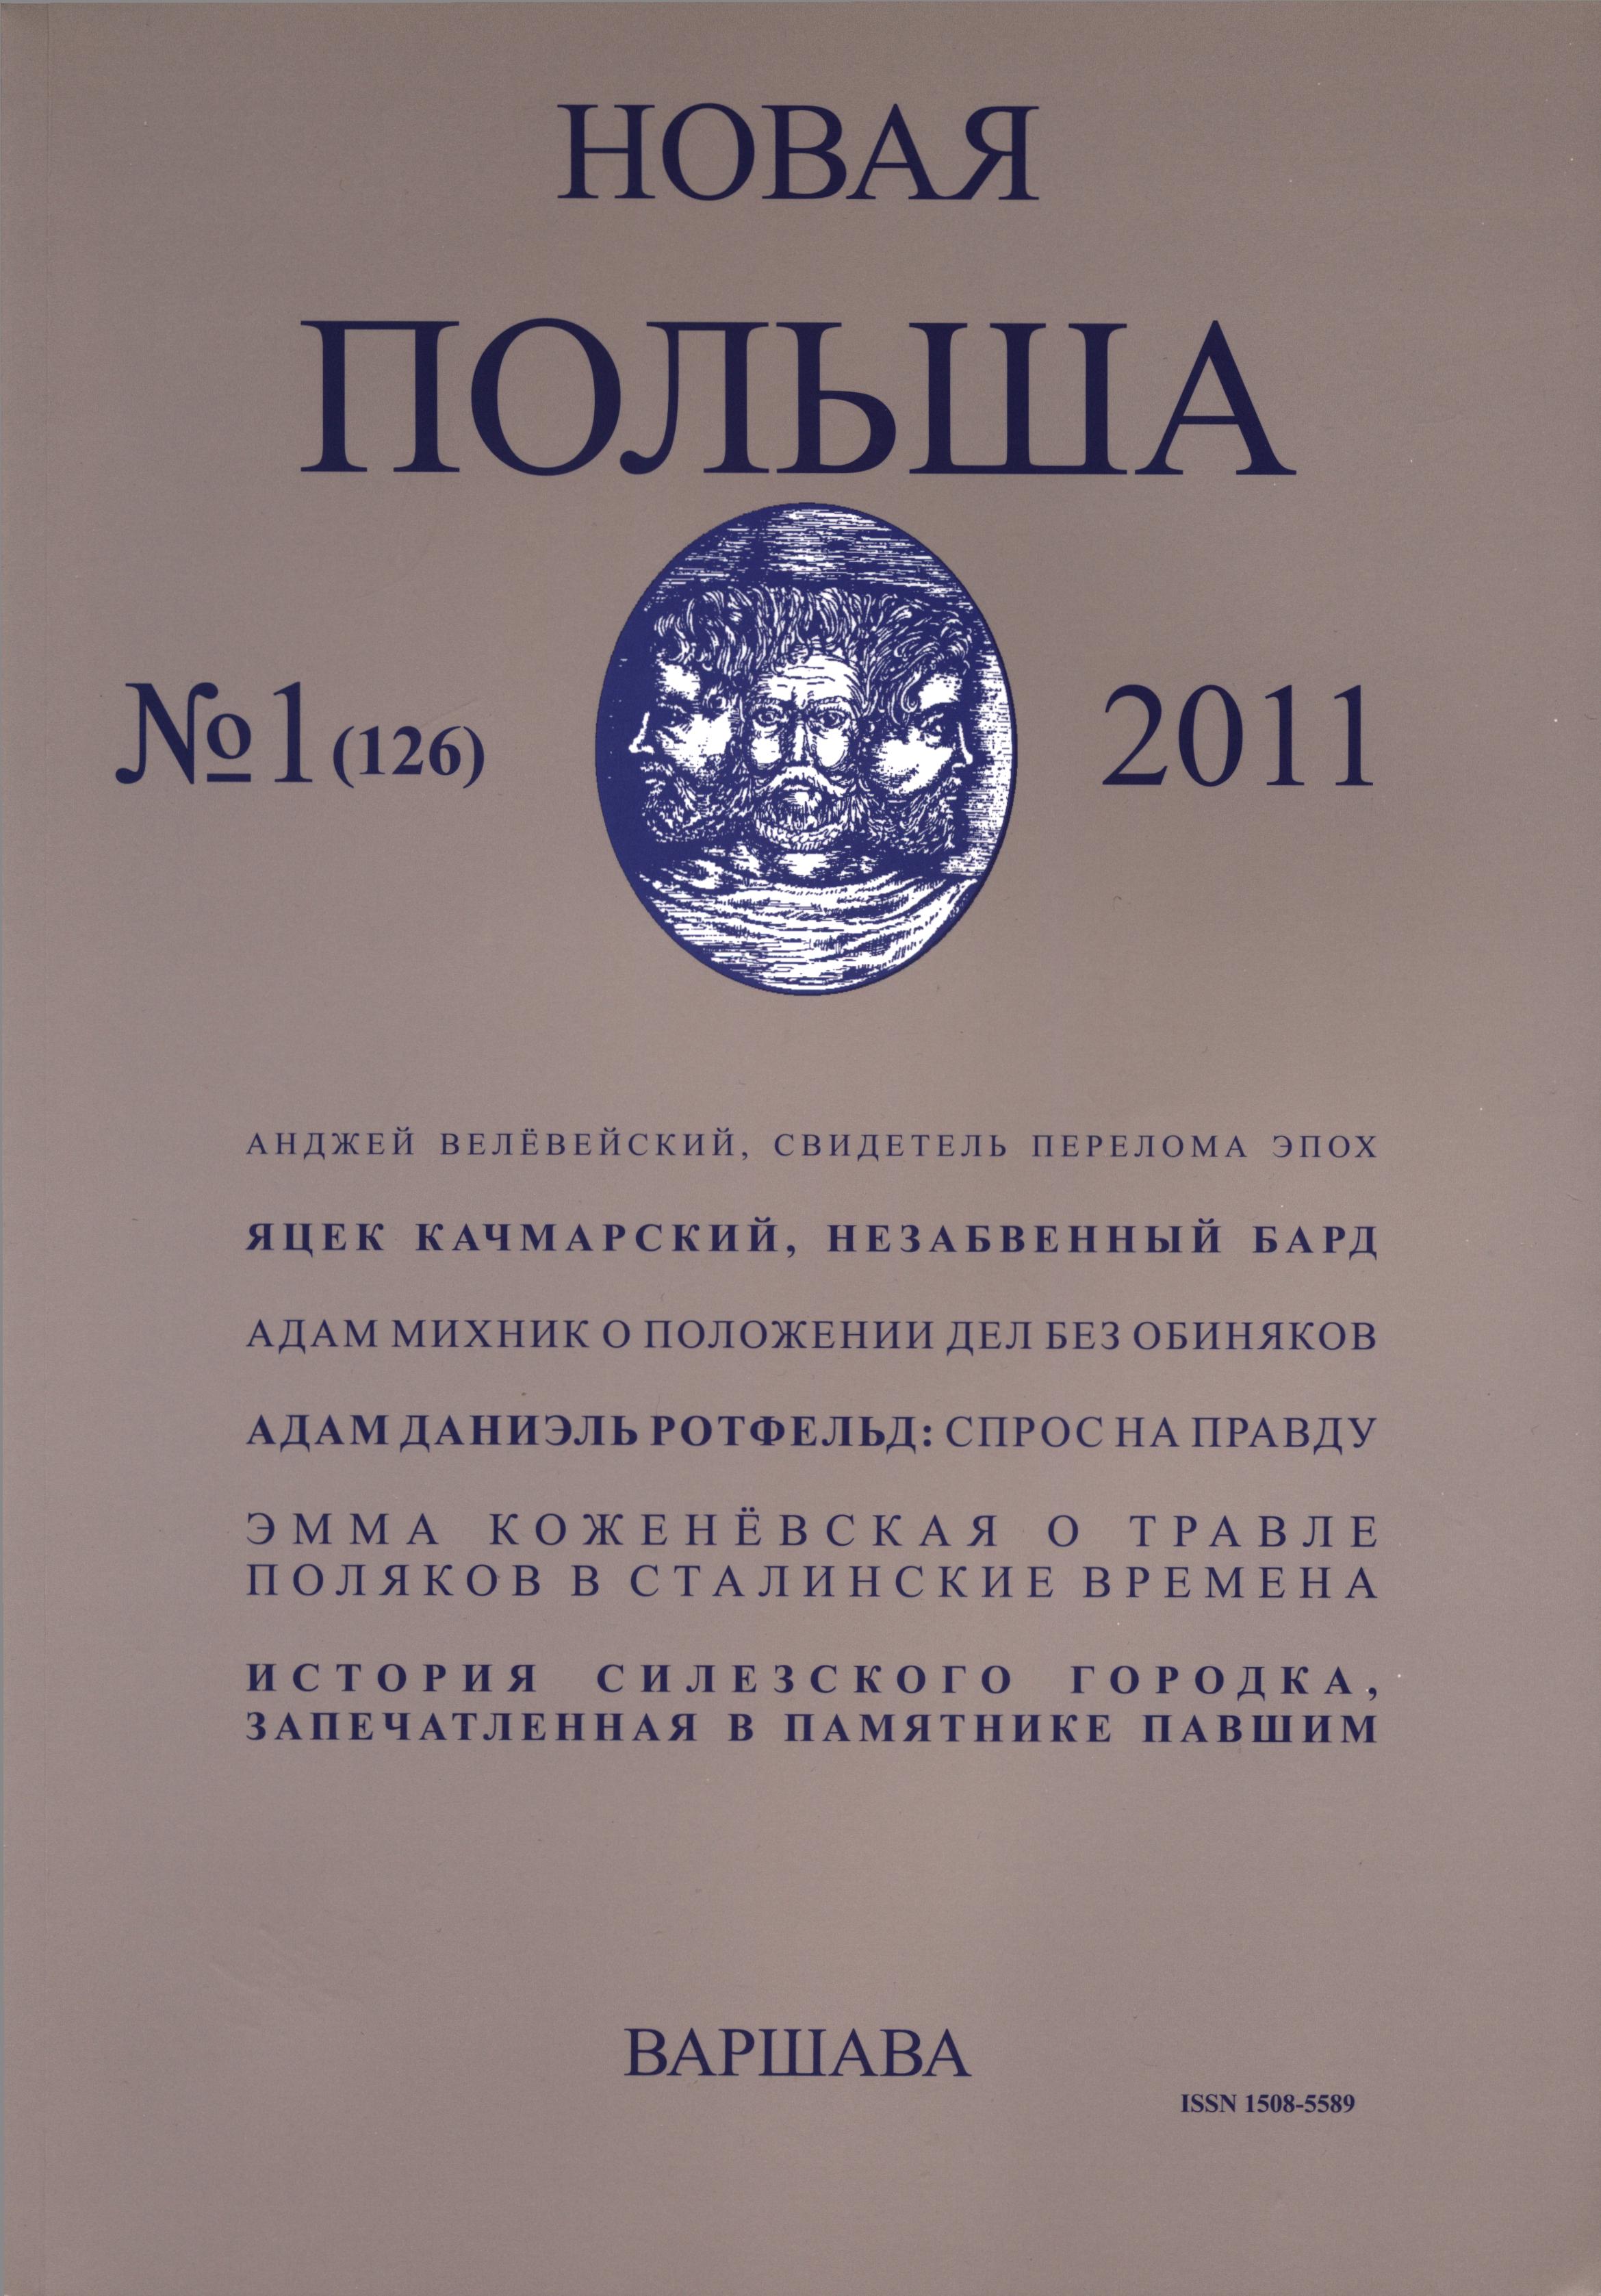 НОВАЯ
ПОЛЬША
№1 (126)
2011
АНДЖЕЙ ВЕЛЁВЕЙСКИЙ, СВИДЕТЕЛЬ ПЕРЕЛОМА ЭПОХ
ЯЦЕК КАЧМАРСКИЙ, НЕЗАБВЕННЫЙ БАРД
АДАМ МИХНИК О ПОЛОЖЕНИИ ДЕЛ БЕЗ ОБИНЯКОВ
АДАМ ДАНИЭЛЬ РОТФЕЛЬД: СПРОС НА ПРАВДУ
ЭММА КОЖЕНЁВСКАЯ О ТРАВЛЕ
ПОЛЯКОВ В СТАЛИНСКИЕ ВРЕМЕНА
ИСТОРИЯ СИЛЕЗСКОГО ГОРОДКА,
ЗАПЕЧАТЛЕННАЯ В ПАМЯТНИКЕ ПАВШИМ
ВАРШАВА
ISSN 1508-5589